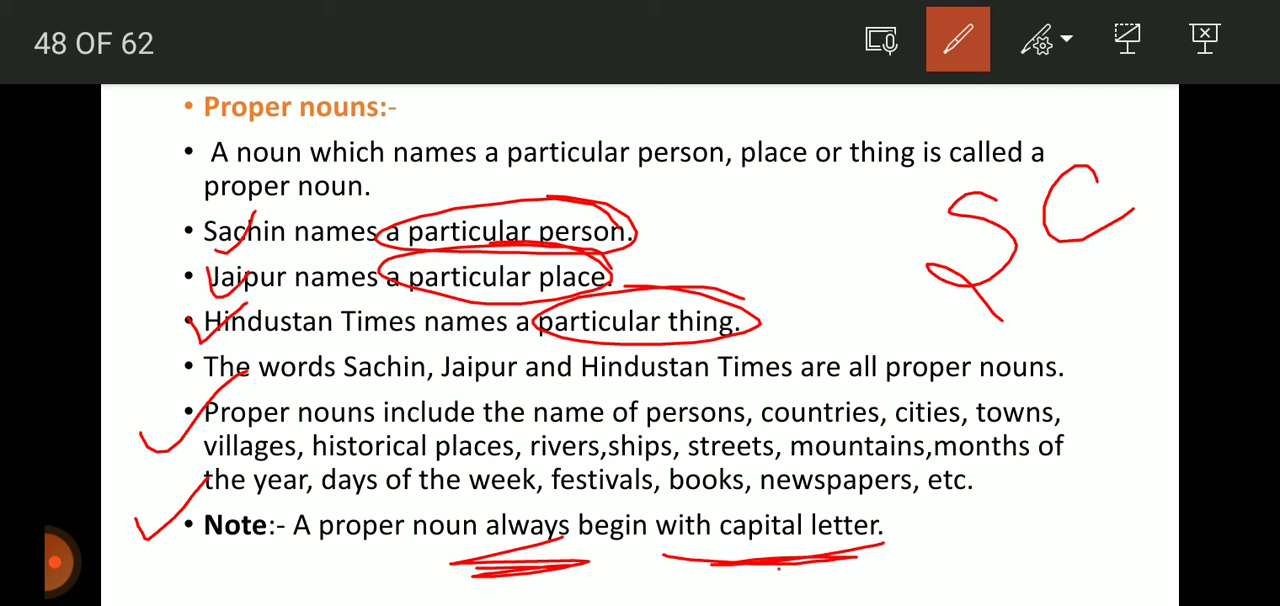 48 OF 62
• Proper nouns:-
• A noun which names a particular person, place or thing is called a
proper noun.
• Sachin names a particular person.
• Jaipur names a particular place.
• Hindustan Times names a particular thing.
• The words Sachin, Jaipur and Hindustan Times are all proper nouns.
• Proper nouns include the name of persons, countries, cities, towns,
villages, historical places, rivers,ships, streets, mountains,months of
the year, days of the week, festivals, books, newspapers, etc.
• Note:- A proper noun always begin with capital letter.